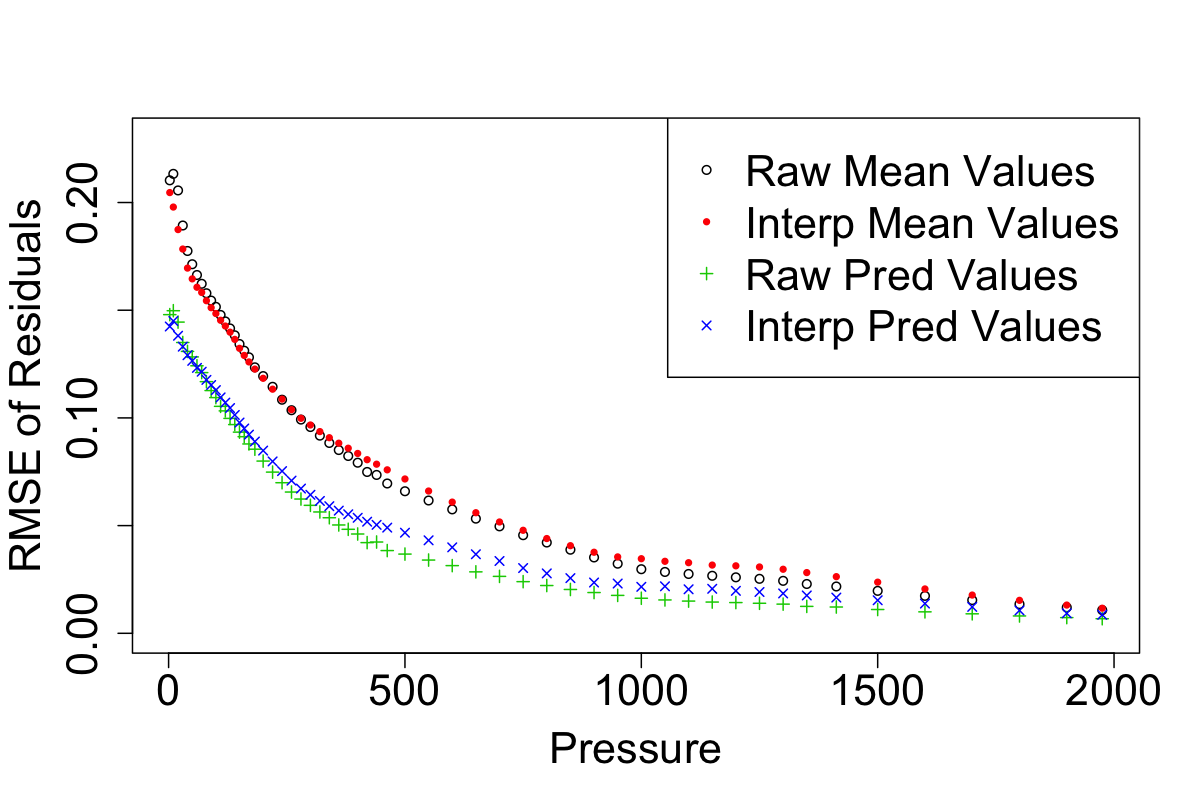 RMSE of Residuals
0.20
0.10
0.00
Raw Mean Values
Interp Mean Values
Raw Pred Values
Interp Pred Values
0
500
1000
1500
2000
Pressure